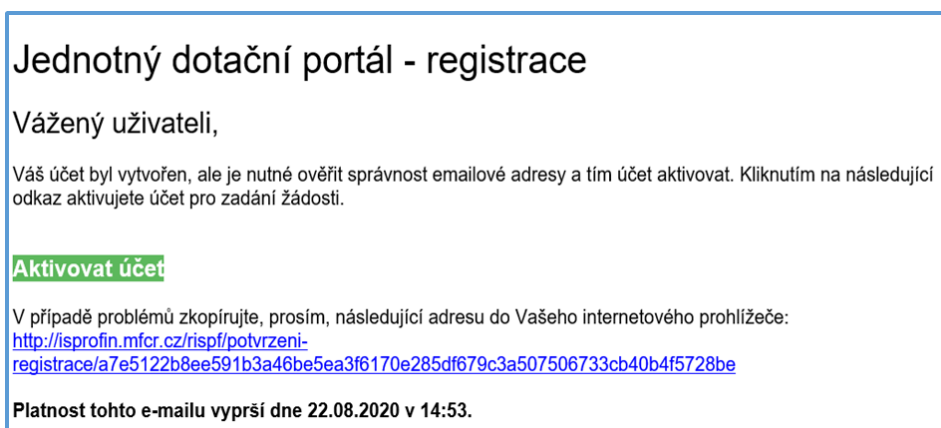 Jednotný dotační portál - registrace
Vážený uživateli,
Váš účet byl vytvořen, ale je nutné ověřit správnost emailové adresy a tím účet aktivovat. Kliknutím na následující
odkaz aktivujete účet pro zadání žádosti.
Aktivovat účet
V případě problémů zkopírujte, prosím, následující adresu do Vašeho internetového prohlížeče:
http://isprofin.mfcr.cz/rispf/potvrzeni-
registrace/a7e5122b8ee591b3a46be5ea3f6170e285df679c3a507506733cb40b4f5728be
Platnost tohto e-mailu vyprší dne 22.08.2020 v 14:53.